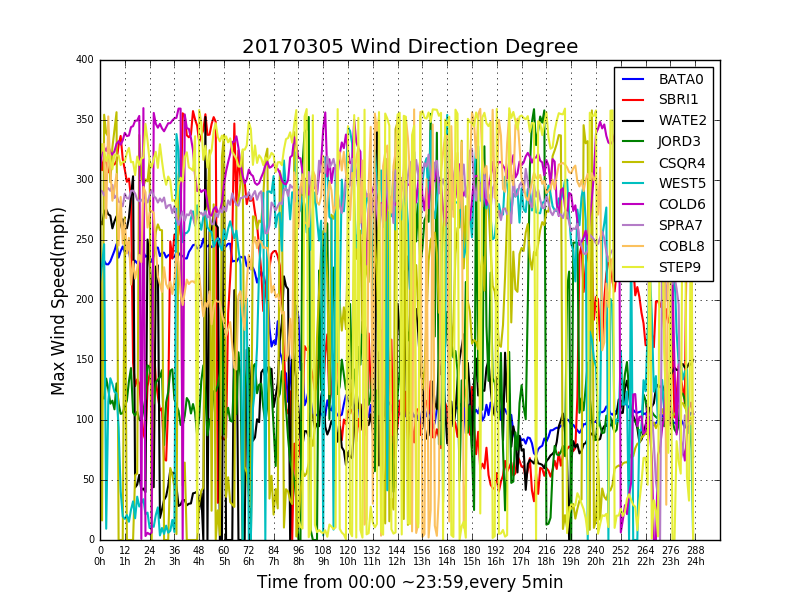 20170305 Wind Direction Degree
400
350
300
250
200
150
100
50
0
Max Wind Speed(mph)
BATA0
SBRI1
WATE2
JORD3
CSQR4
WEST5
COLD6
SPRA7
COBL8
STEP9
0 12 24 36 48 60 72 84 96 108 120 132 144 156 168 180 192 204 216 228 240 252 264 276 288
0h 1h 2h 3h 4h 5h 6h 7h 8h 9h 10h 11h 12h 13h 14h 15h 16h 17h 18h 19h 20h 21h 22h 23h 24h
Time from 00:00 ~23:59,every 5min